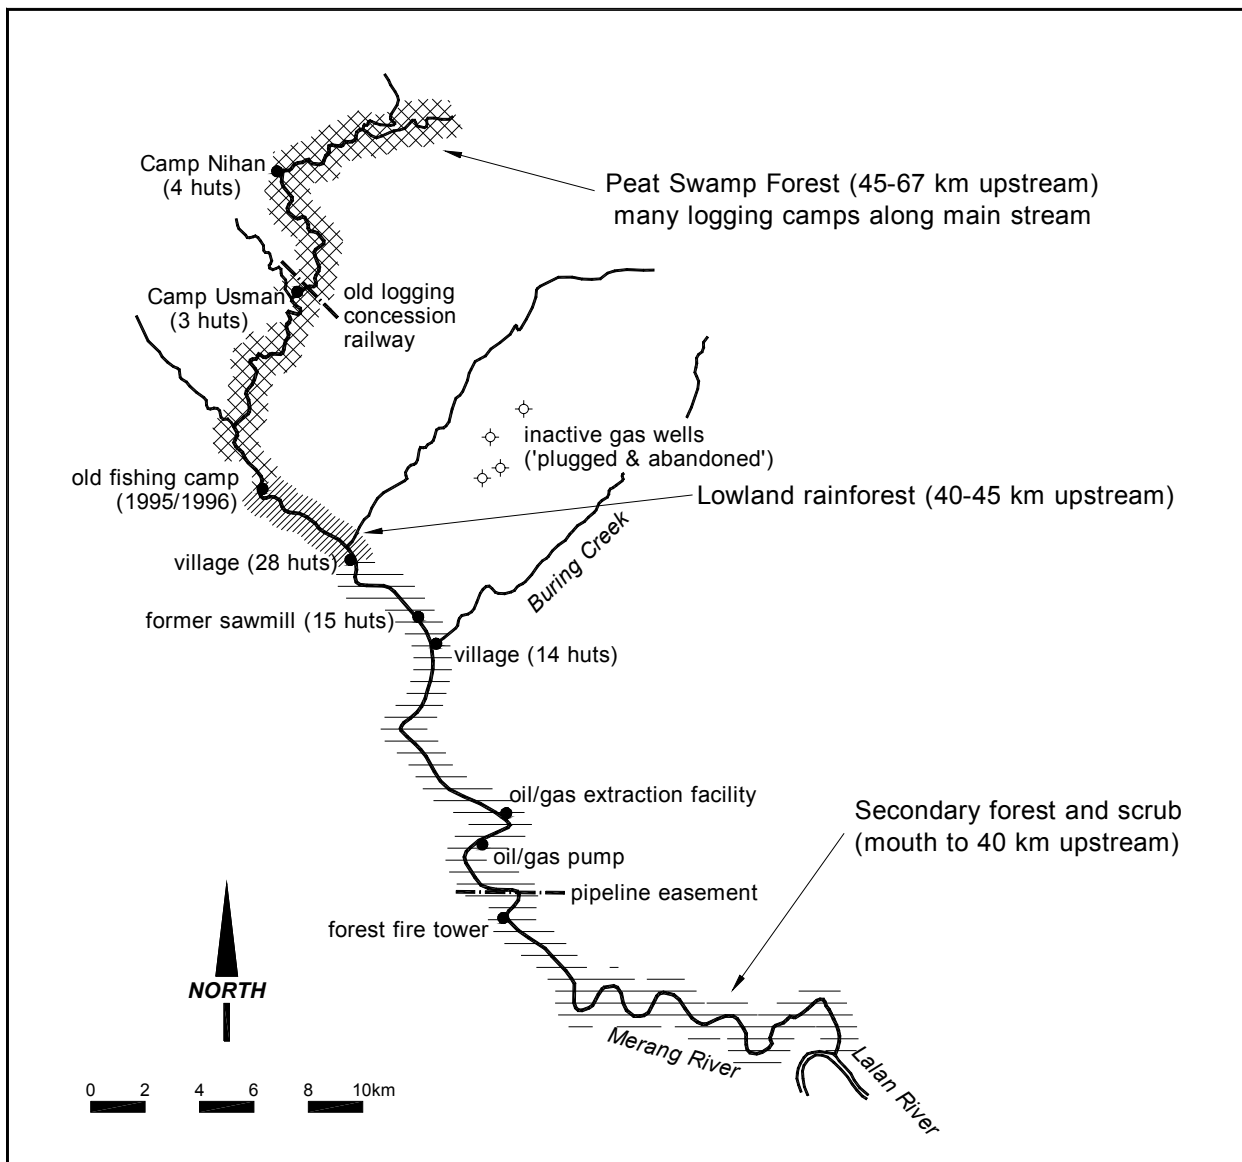 Camp Nihan
(4 huts)
Peat Swamp Forest (45-67 km upstream)
many logging camps along main stream
Camp Usman
(3 huts)
old logging
concession
railway
inactive gas wells
('plugged & abandoned')
old fishing camp
(1995/1996)
Lowland rainforest (40-45 km upstream)
village (28 huts)
Buring Creek
former sawmill (15 huts)
village (14 huts)
oil/gas extraction facility
Secondary forest and scrub
(mouth to 40 km upstream)
oil/gas pump
pipeline easement
forest fire tower
NORTH
Merang River
Lalan River
0 2 4 6 8 10km